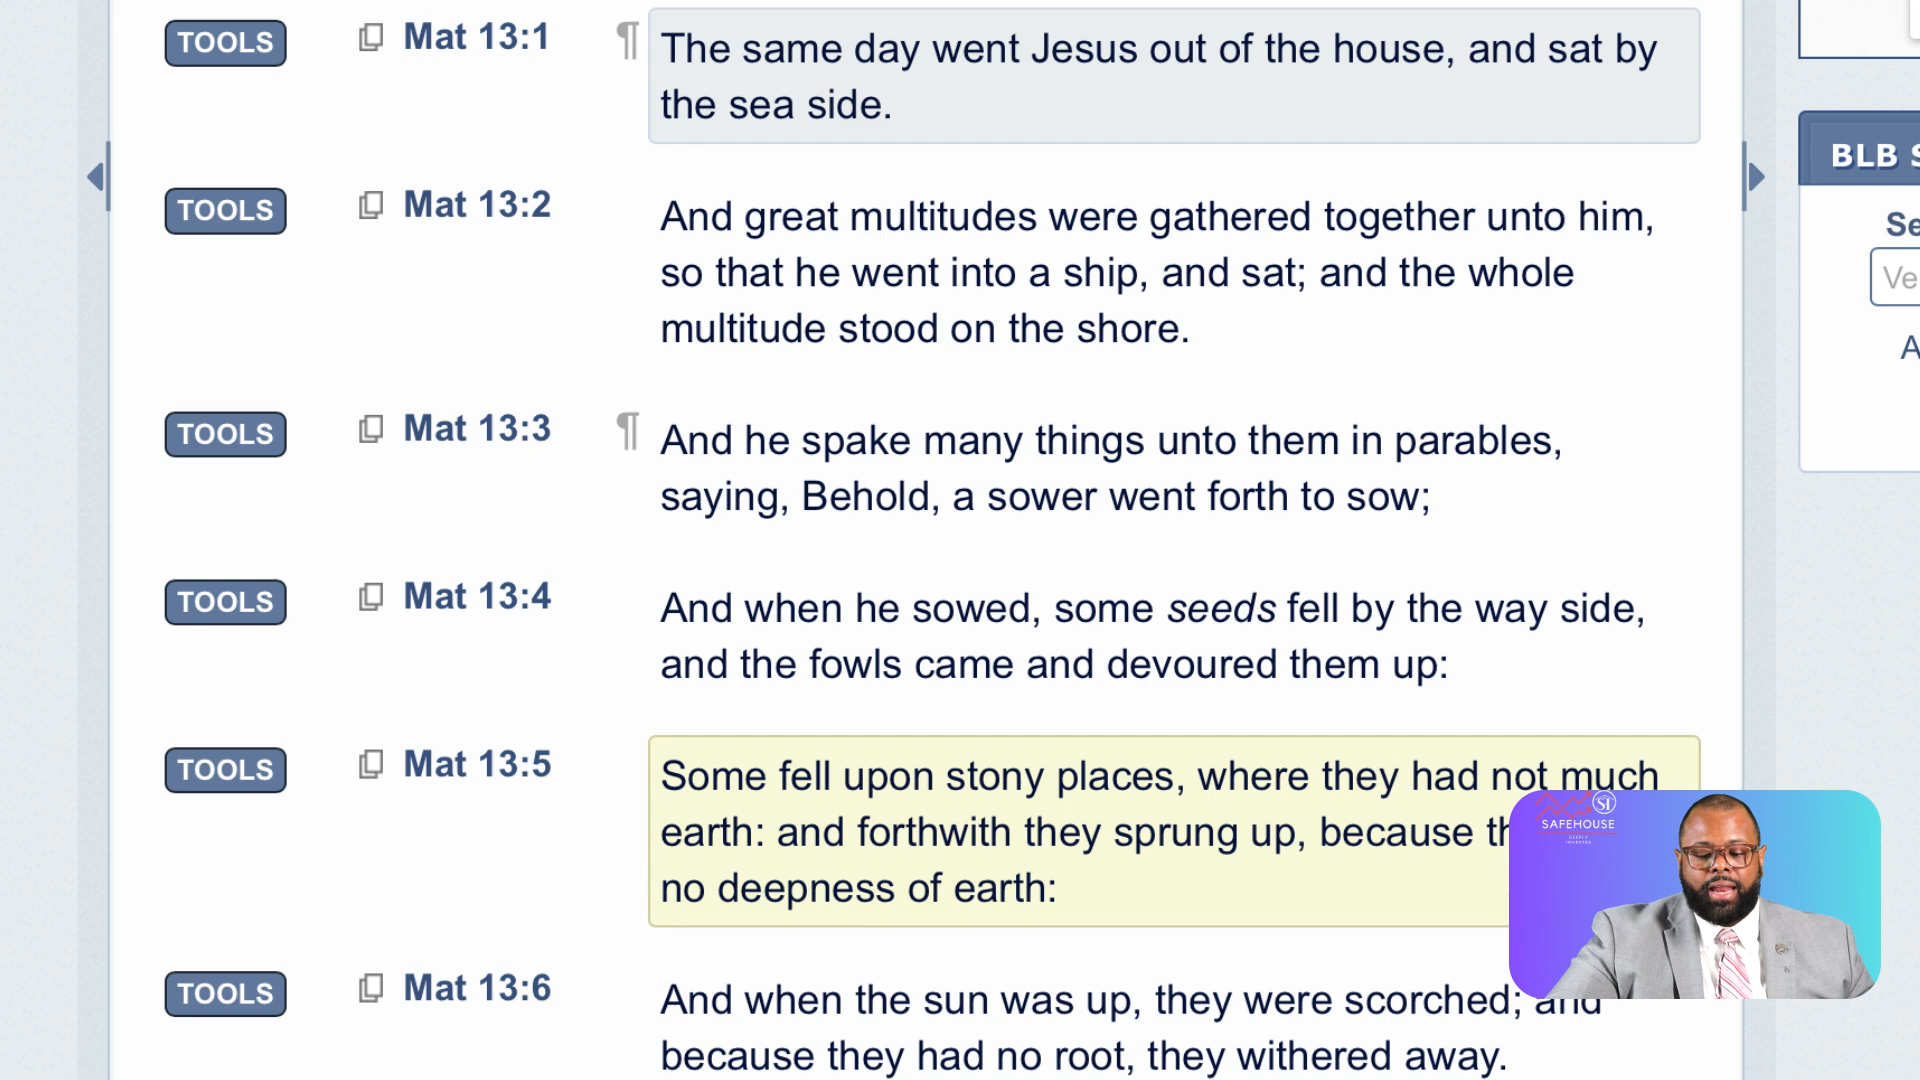 TOOLS Mat 13:1 ¶ The same day went Jesus out of the house, and sat by
the sea side.
TOOLS Mat 13:2 And great multitudes were gathered together unto him,
so that he went into a ship, and sat; and the whole
multitude stood on the shore.
TOOLS Mat 13:3 ¶ And he spake many things unto them in parables,
saying, Behold, a sower went forth to sow;
TOOLS Mat 13:4 And when he sowed, some seeds fell by the way side,
and the fowls came and devoured them up:
TOOLS Mat 13:5 Some fell upon stony places, where they had not much
earth: and forthwith they sprung up, because
no deepness of earth:
TOOLS Mat 13:6 And when the sun was up, they were scorched; and
because they had no root, they withered away.
BLB
SI
SAFEHOUSE
DEEPLY
INVESTED